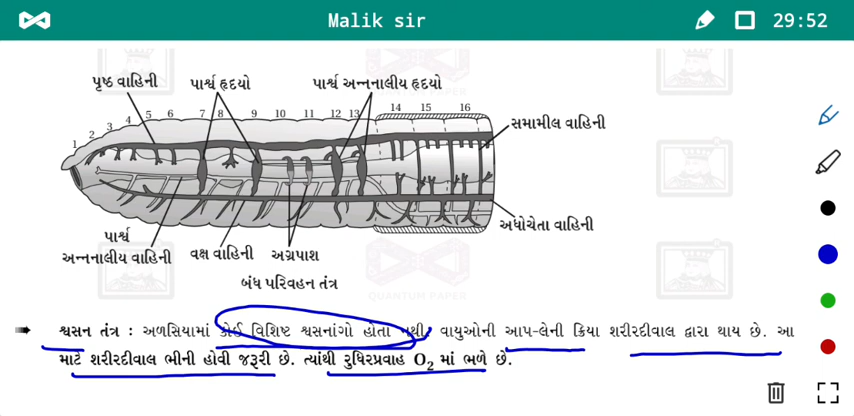 Malik sir
29:52
પૃષ્ઠ વાહિની પાર્શ્વ હૃદયો પાર્શ્વ અન્નનાલીય હૃદયો
1 2 3 4 5 6 7 8 9 10 11 12 13 14 15 16
સમામીલ વાહિની
અધોચેતા વાહિની
પાર્શ્વ
અન્નનાલીય વાહિની
વક્ષ વાહિની
અગ્રપાશ
બંધ પરિવહન તંત્ર
QUANTUM PAPER
શ્વસન તંત્ર : અળસિયામાં કોઈ વિશિષ્ટ શ્વસનાંગો હોતા નથી, વાયુઓની આપ-લેની ક્રિયા શરીરદીવાલ દ્વારા થાય છે. આ
માટે શરીરદીવાલ ભીની હોવી જરૂરી છે. ત્યાંથી રુધિરપ્રવાહ O₂ માં ભળે છે.